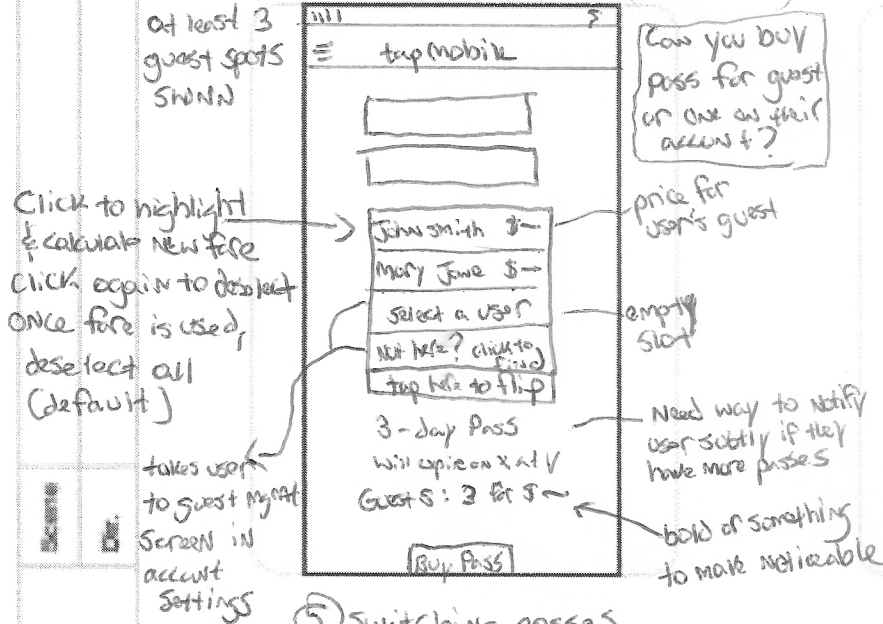 at least 3
guest spots
SHOWN
tap mobile
Can you buy
pass for guest
or one on their
account?
Click to highlight
& calculate New fare
Click again to deselect
ONCE fare is used,
deselect all
(default)
takes user
to guest Mgmt
Screen in
account
Settings
John smith $
Mary Jane $
Select a user
Not here? click to
find
tap here to flip
3-day Pass
Will expire on X at Y
Guests: 3 for $
Buy Pass
price for
user's guest
empty
slot
Need way to Notify
user subtly if they
have more passes
bold or something
to make Noticeable
5 Switching passes